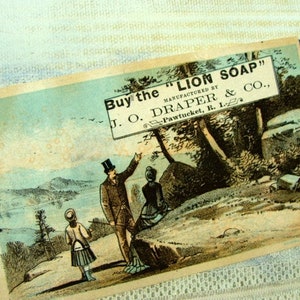 Buy the "LION SOAP"
MANUFACTURED BY
J. O. DRAPER & CO.,
Pawtucket, R. I.